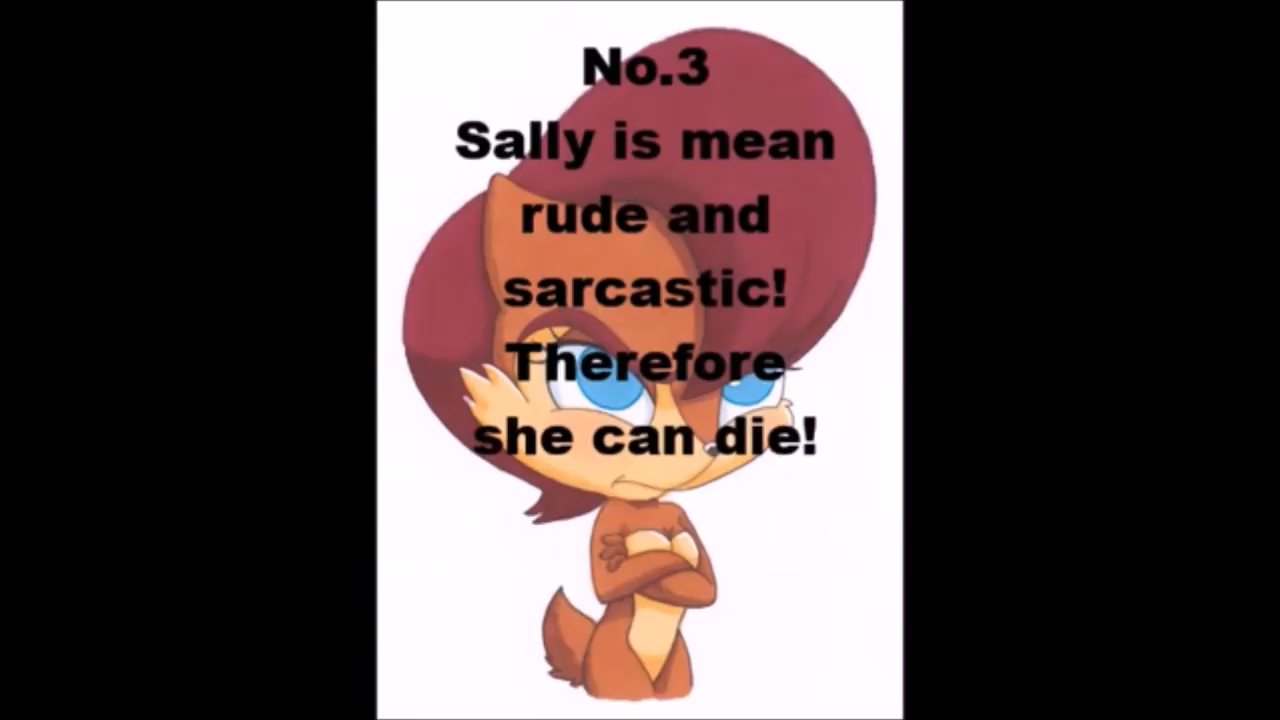 No.3
Sally is mean
rude and
sarcastic!
Therefore
she can die!